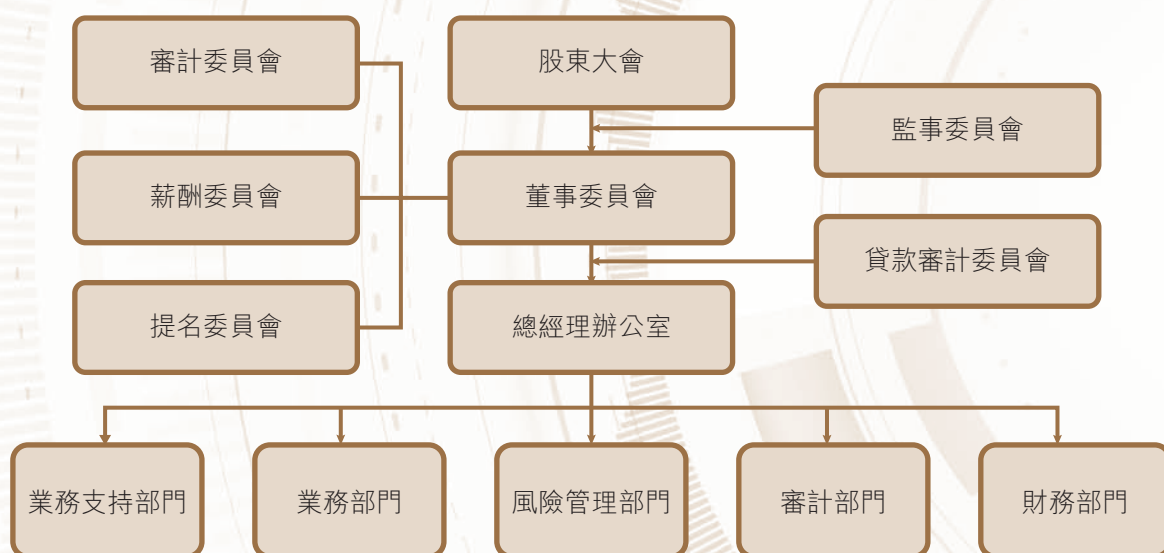 審計委員會
股東大會
監事委員會
薪酬委員會
董事委員會
貸款審計委員會
提名委員會
總經理辦公室
業務支持部門
業務部門
風險管理部門
審計部門
財務部門